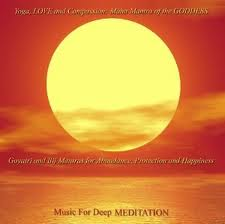 Yoga, LOVE and Compassion: Maha Mantra of the GODDESS
Gayatri and Bij Mantras for Abundance, Protection and Happiness
Music For Deep MEDITATION